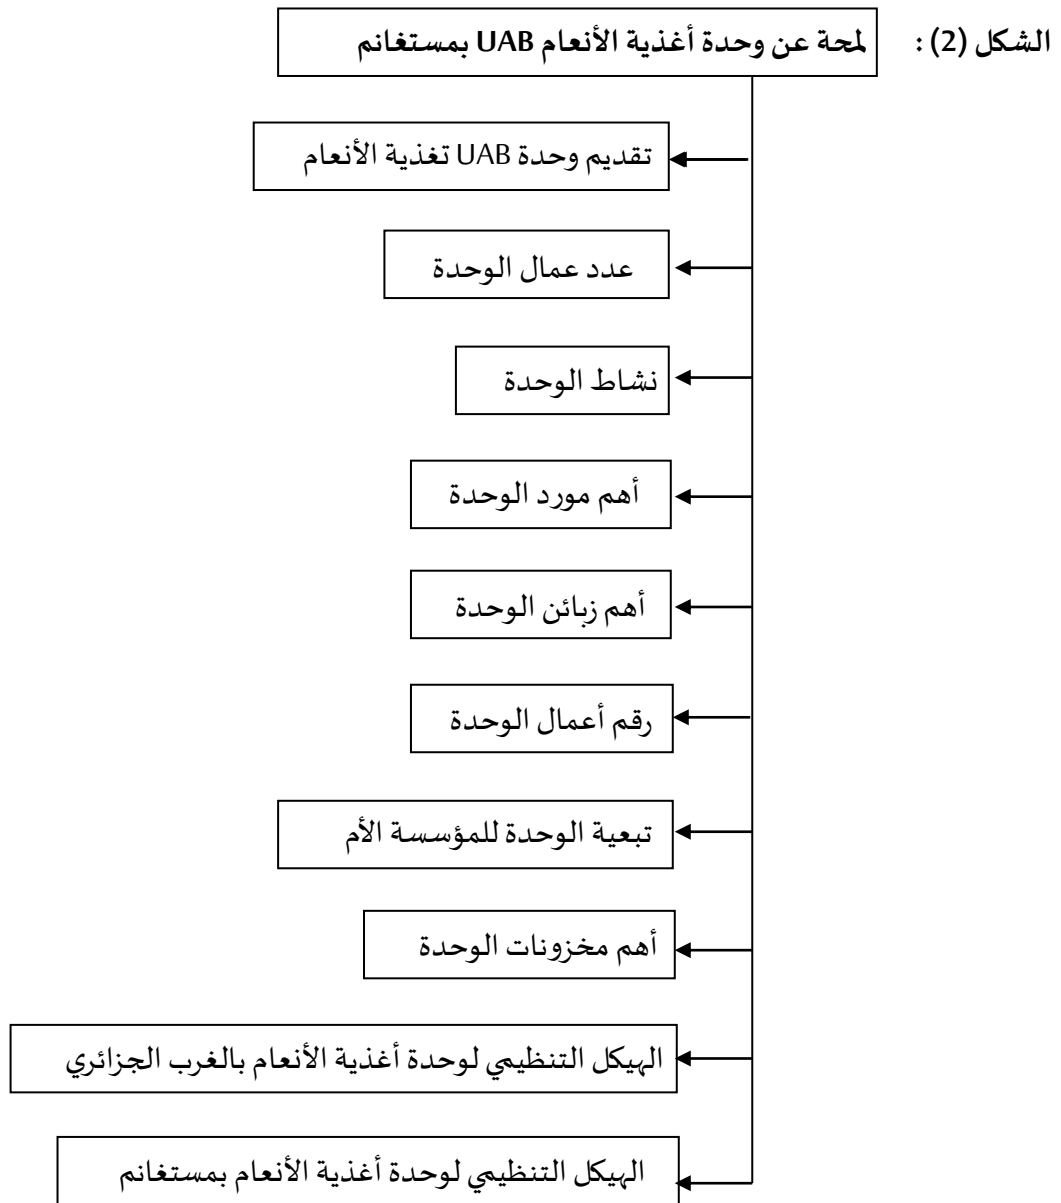 الشكل (2) : لمحة عن وحدة أغذية الأنعام UAB بمستغانم
تقديم وحدة UAB تغذية الأنعام
عدد عمال الوحدة
نشاط الوحدة
أهم مورد الوحدة
أهم زبائن الوحدة
رقم أعمال الوحدة
تبعية الوحدة للمؤسسة الأم
أهم مخزونات الوحدة
الهيكل التنظيمي لوحدة أغذية الأنعام بالغرب الجزائري
الهيكل التنظيمي لوحدة أغذية الأنعام بمستغانم